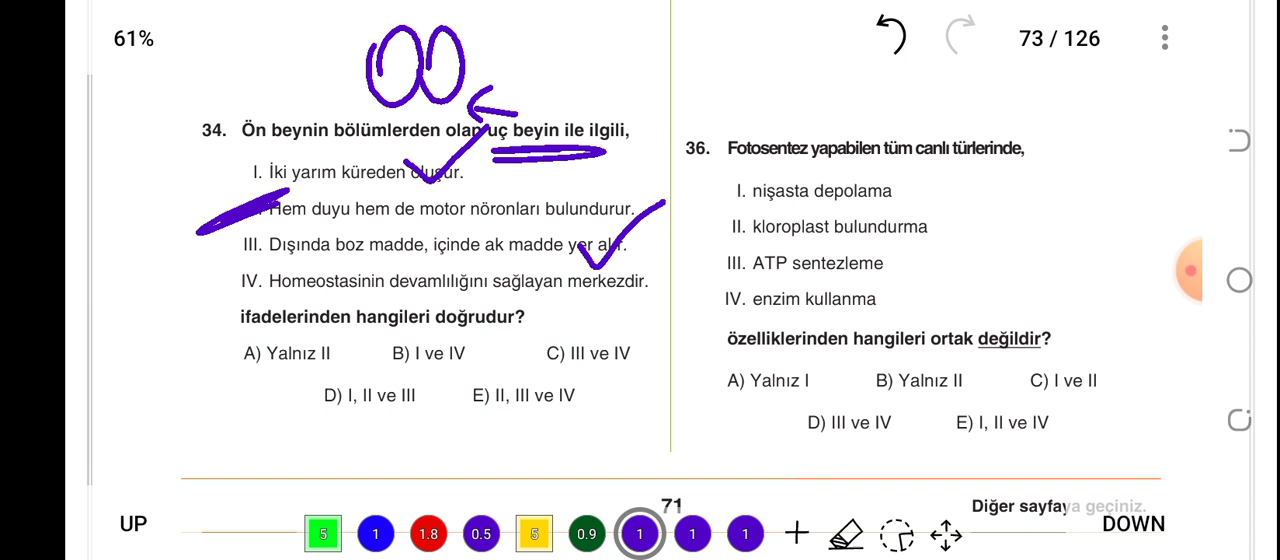 61%
73 / 126
34. Ön beynin bölümlerden olan uç beyin ile ilgili,
I. İki yarım küreden oluşur.
Hem duyu hem de motor nöronları bulundurur.
III. Dışında boz madde, içinde ak madde yer alır.
IV. Homeostasinin devamlılığını sağlayan merkezdir.
ifadelerinden hangileri doğrudur?
A) Yalnız II B) I ve IV C) III ve IV
D) I, II ve III E) II, III ve IV
36. Fotosentez yapabilen tüm canlı türlerinde,
I. nişasta depolama
II. kloroplast bulundurma
III. ATP sentezleme
IV. enzim kullanma
özelliklerinden hangileri ortak değildir?
A) Yalnız I B) Yalnız II C) I ve II
D) III ve IV E) I, II ve IV
71
Diğer sayfaya geçiniz.
UP
5 1 1.8 0.5 5 0.9 1 1 1
DOWN